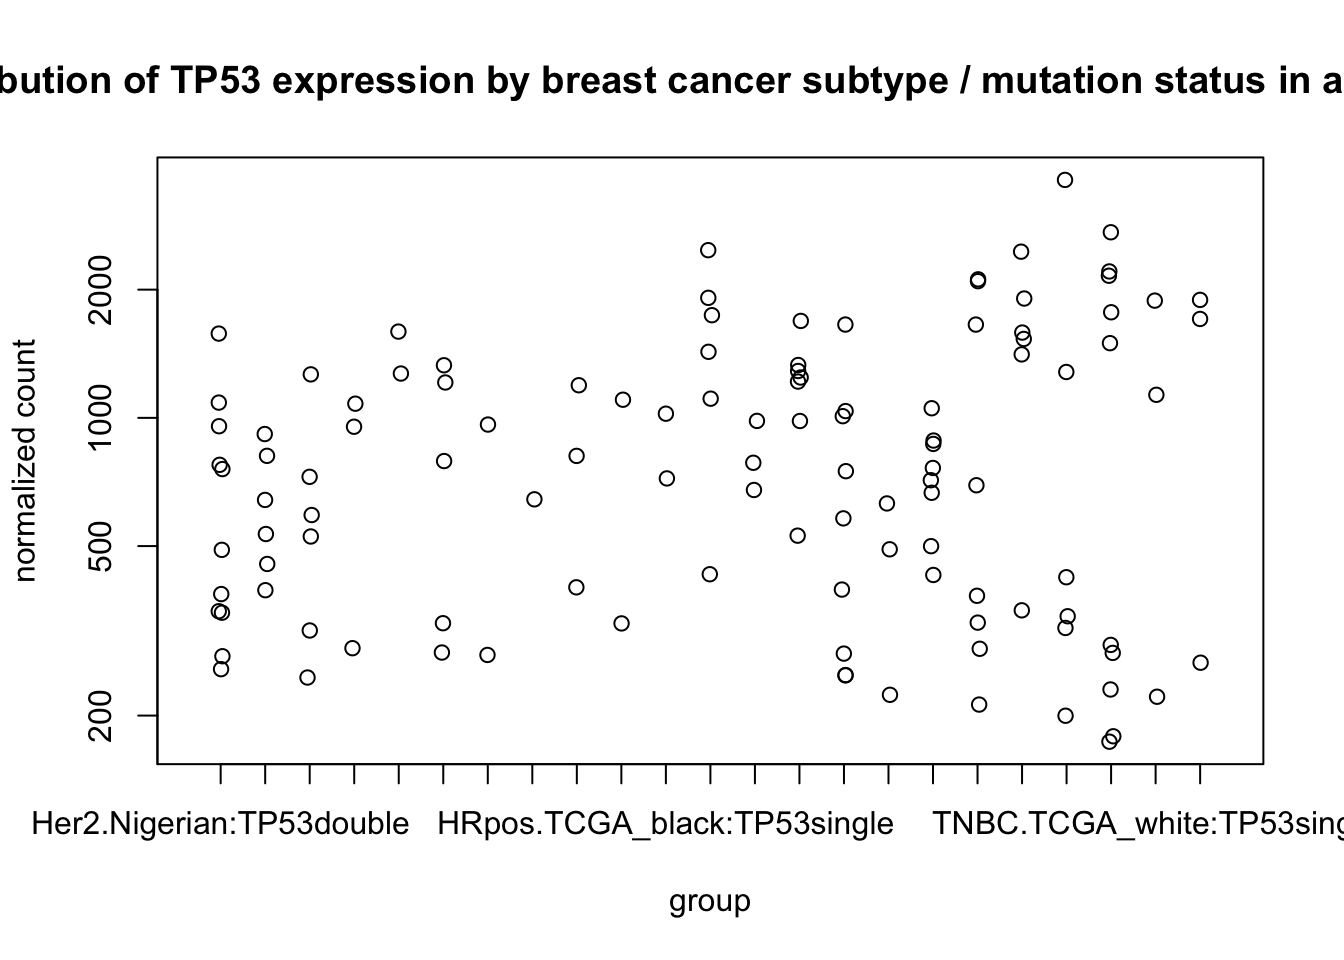 bution of TP53 expression by breast cancer subtype / mutation status in a
normalized count
2000
1000
500
200
Her2.Nigerian:TP53double HRpos.TCGA_black:TP53single TNBC.TCGA_white:TP53sing
group